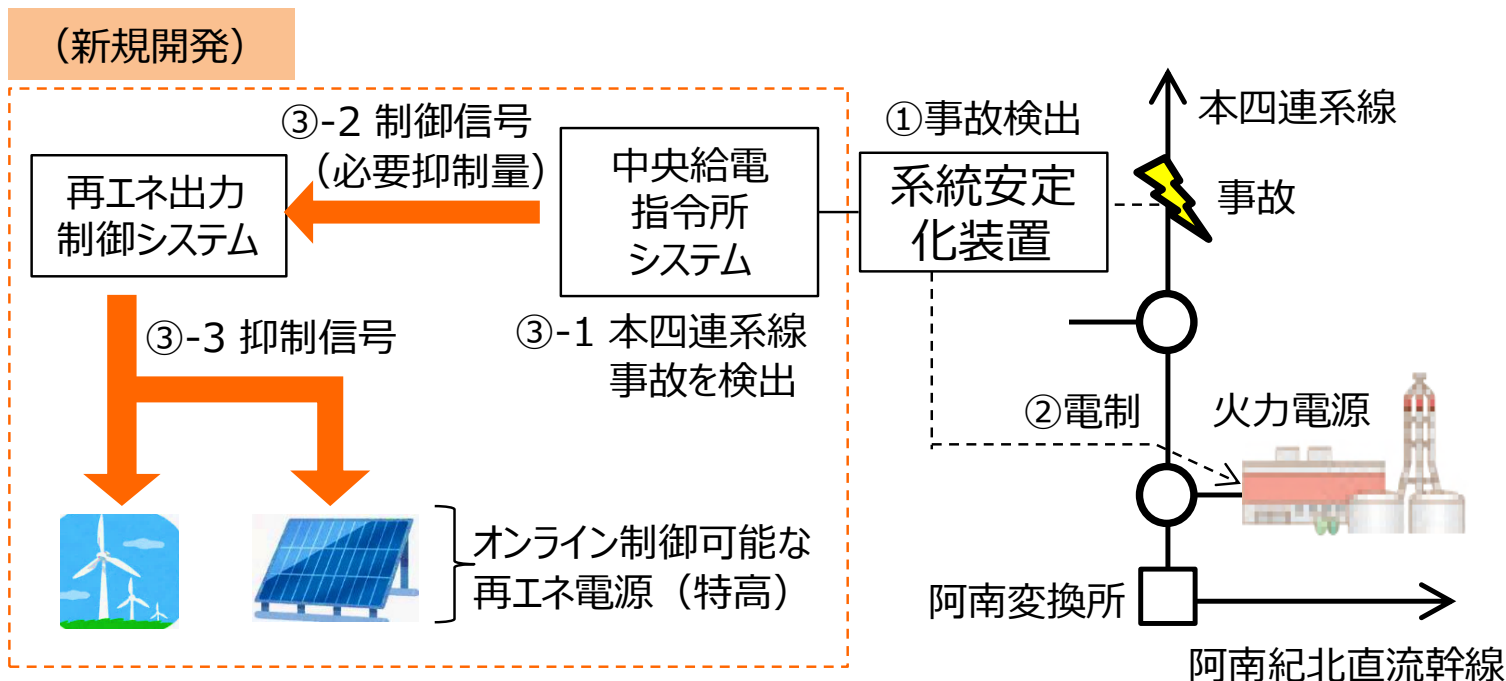 （新規開発）
③-2 制御信号
（必要抑制量）
再エネ出力
制御システム
中央給電
指令所
システム
③-1 本四連系線
事故を検出
③-3 抑制信号
オンライン制御可能な
再エネ電源（特高）
①事故検出
系統安定
化装置
本四連系線
事故
②電制
火力電源
阿南変換所
阿南紀北直流幹線